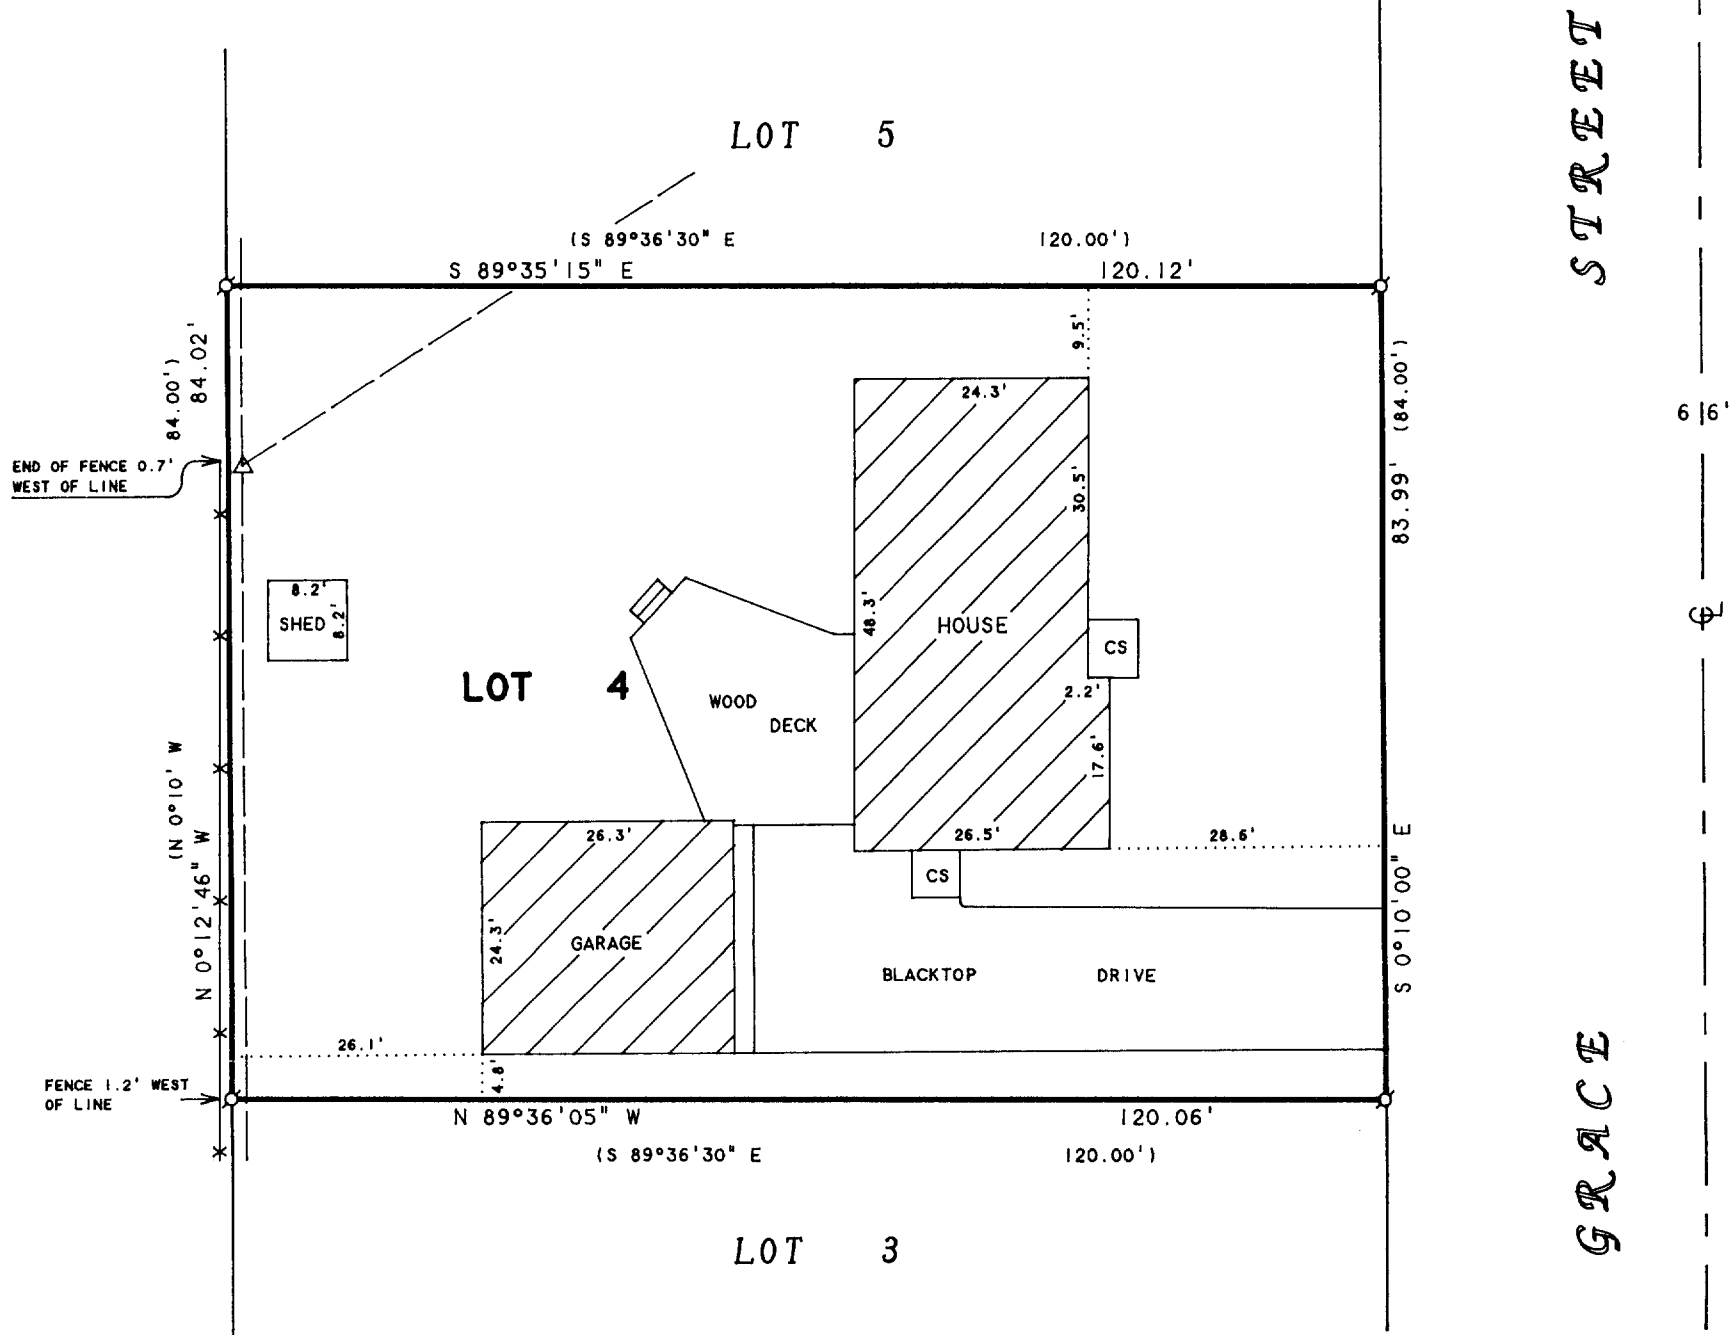 STREET
LOT 5
(S 89°36'30" E 120.00')
S 89°35'15" E 120.12'
84.00')
84.02'
9.5'
(84.00')
83.99'
24.3'
66'
END OF FENCE 0.7'
WEST OF LINE
30.5'
8.2'
SHED
8.2'
48.3'
HOUSE
CS
℄
LOT 4
WOOD
DECK
2.2'
17.6'
(N 0°10' W
N 0°12'46" W
26.3'
26.5'
28.6'
S 0°10'00" E
CS
24.3'
GARAGE
BLACKTOP DRIVE
26.1'
4.8'
FENCE 1.2' WEST
OF LINE
N 89°36'05" W 120.06'
(S 89°36'30" E 120.00')
GRACE
LOT 3